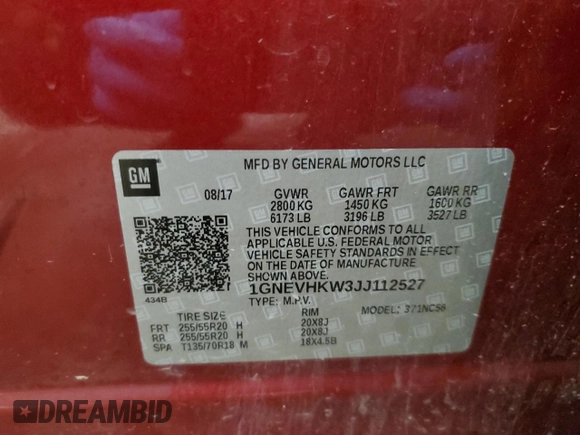 GM
MFD BY GENERAL MOTORS LLC
08/17 GVWR GAWR FRT GAWR RR
2800 KG 1450 KG 1600 KG
6173 LB 3196 LB 3527 LB
THIS VEHICLE CONFORMS TO ALL
APPLICABLE U.S. FEDERAL MOTOR
VEHICLE SAFETY STANDARDS IN EFFECT
ON THE DATE OF MANUFACTURE
SHOWN ABOVE.
434B
1GNEVHKW3JJ112527
TYPE: M.P.V. MODEL: 371NC56
TIRE SIZE RIM
FRT 255/55R20 H 20X8J
RR 255/55R20 H 20X8J
SPA T135/70R18 M 18X4.5B
DREAMBID